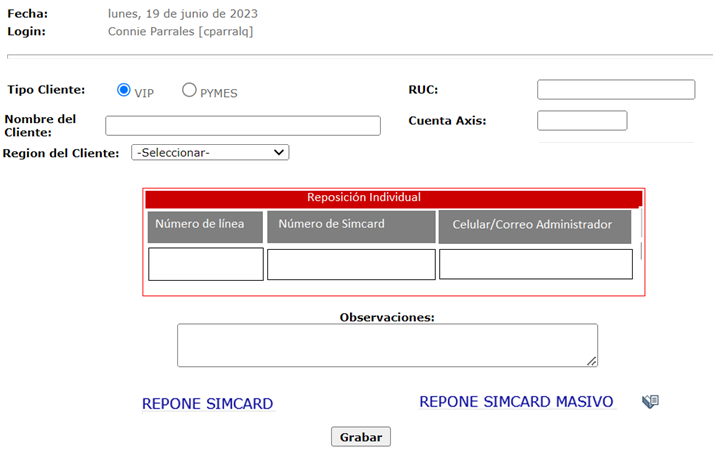 Fecha: lunes, 19 de junio de 2023
Login: Connie Parrales [cparralq]
Tipo Cliente: VIP PYMES RUC:
Nombre del Cliente: Cuenta Axis:
Region del Cliente: -Seleccionar-
Reposición Individual
Número de línea Número de Simcard Celular/Correo Administrador
Observaciones:
REPONE SIMCARD REPONE SIMCARD MASIVO
Grabar